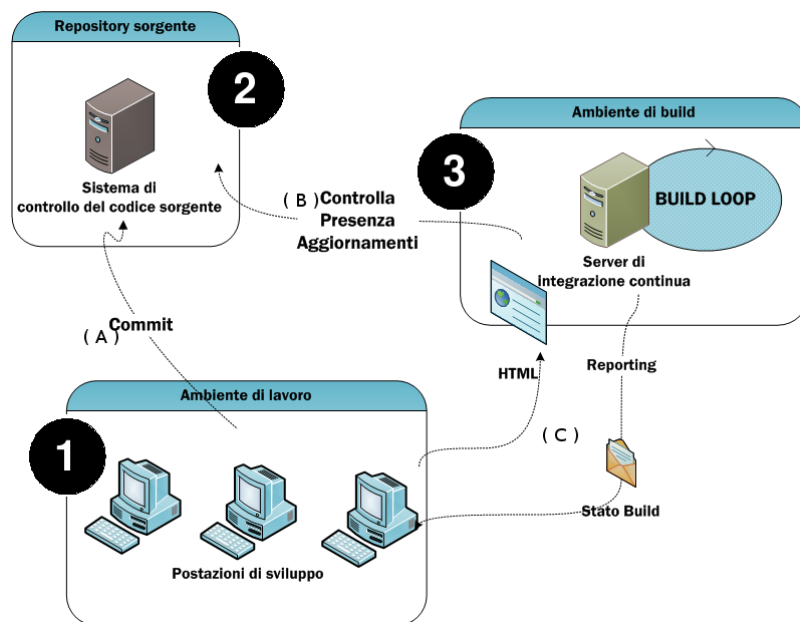 Repository sorgente
2
Sistema di
controllo del codice sorgente
Ambiente di build
3
BUILD LOOP
Server di
integrazione continua
( B ) Controlla
Presenza
Aggiornamenti
( A ) Commit
HTML
Reporting
( C )
Stato Build
Ambiente di lavoro
1
Postazioni di sviluppo